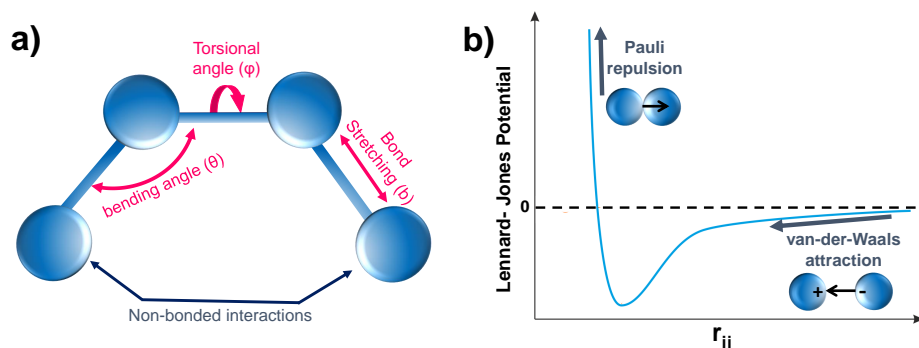 a)
Torsional
angle (φ)
bending angle (θ)
Bond
Stretching (b)
Non-bonded interactions
b)
Lennard- Jones Potential
Pauli
repulsion
0
van-der-Waals
attraction
+
-
r_ij